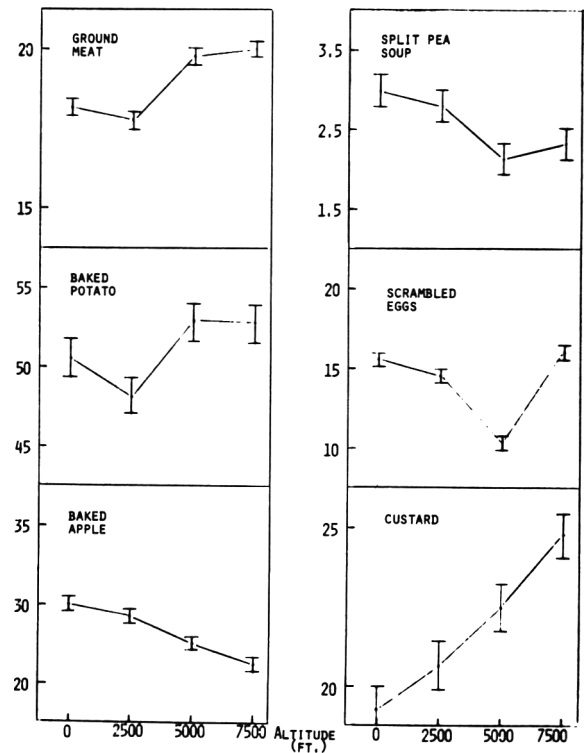 GROUND
MEAT
20
15
SPLIT PEA
SOUP
3.5
2.5
1.5
BAKED
POTATO
55
50
45
SCRAMBLED
EGGS
20
15
10
BAKED
APPLE
35
30
20
CUSTARD
25
20
0 2500 5000 7500
ALTITUDE
(FT.)
0 2500 5000 7500